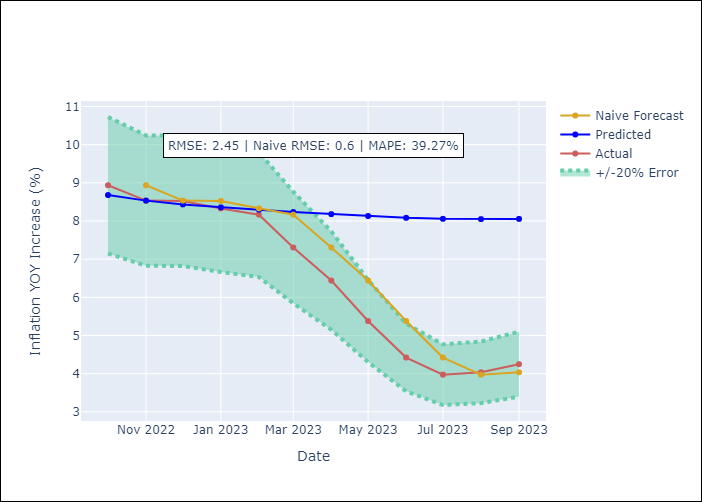 RMSE: 2.45 | Naive RMSE: 0.6 | MAPE: 39.27%
Naive Forecast
Predicted
Actual
+/-20% Error
Inflation YOY Increase (%)
11
10
9
8
7
6
5
4
3
Nov 2022 Jan 2023 Mar 2023 May 2023 Jul 2023 Sep 2023
Date